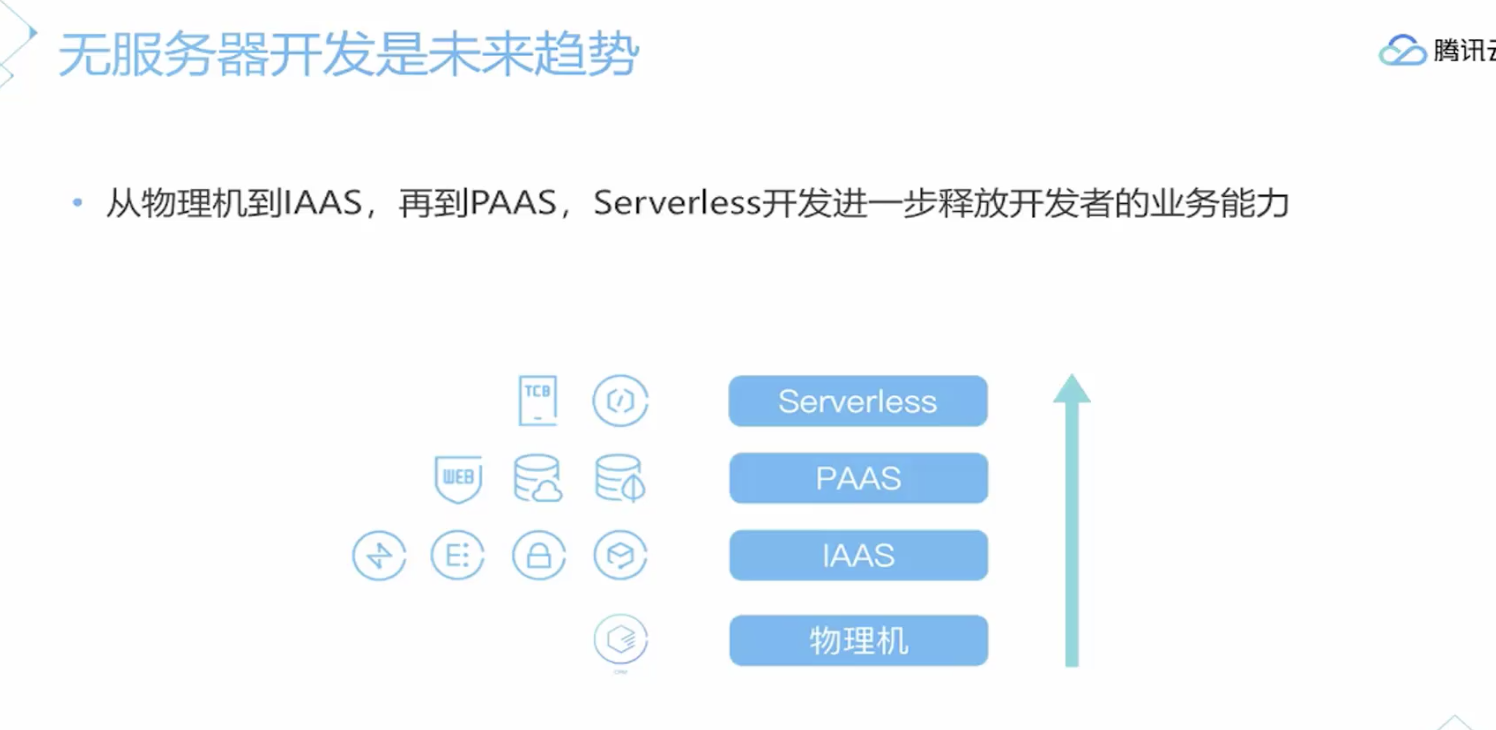 无服务器开发是未来趋势
腾讯云
从物理机到IAAS，再到PAAS，Serverless开发进一步释放开发者的业务能力
TCB
Serverless
WEB
PAAS
E
IAAS
物理机